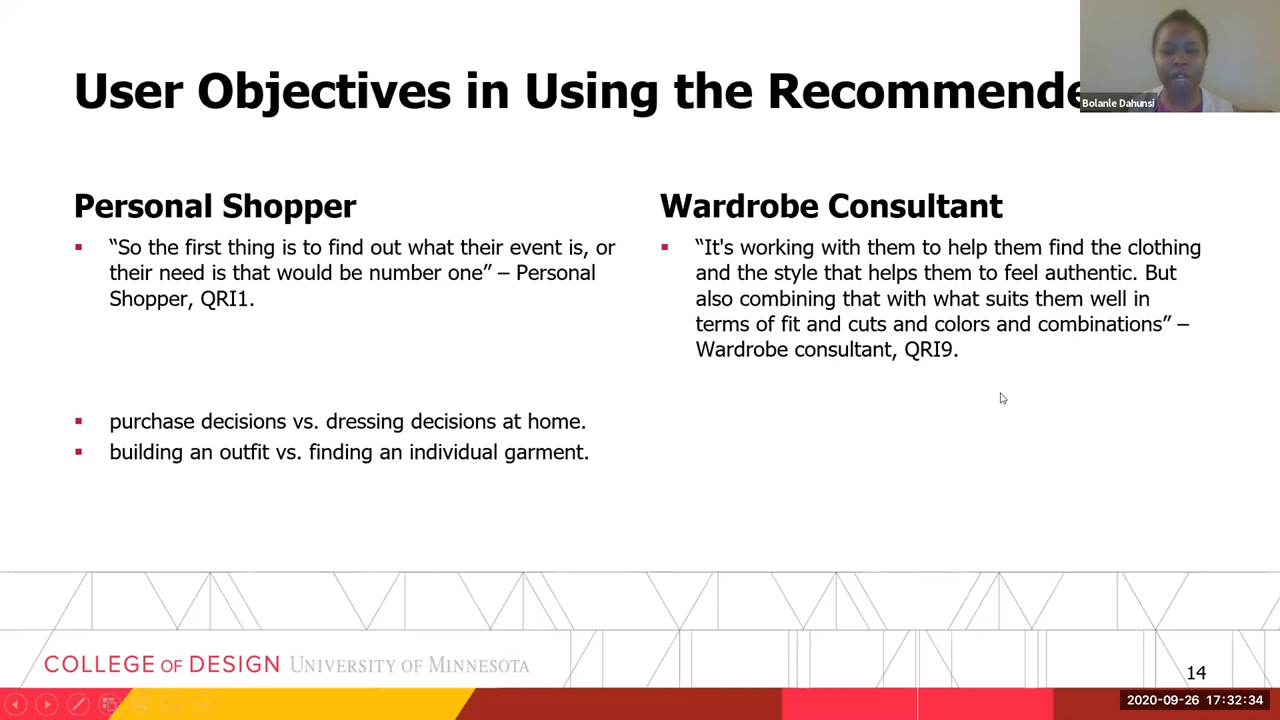 User Objectives in Using the Recommende
Bolanle Dahunsi
Personal Shopper
▪ “So the first thing is to find out what their event is, or
their need is that would be number one” – Personal
Shopper, QRI1.
▪ purchase decisions vs. dressing decisions at home.
▪ building an outfit vs. finding an individual garment.
Wardrobe Consultant
▪ “It's working with them to help them find the clothing
and the style that helps them to feel authentic. But
also combining that with what suits them well in
terms of fit and cuts and colors and combinations” –
Wardrobe consultant, QRI9.
COLLEGE OF DESIGN UNIVERSITY OF MINNESOTA
14
2020-09-26 17:32:34